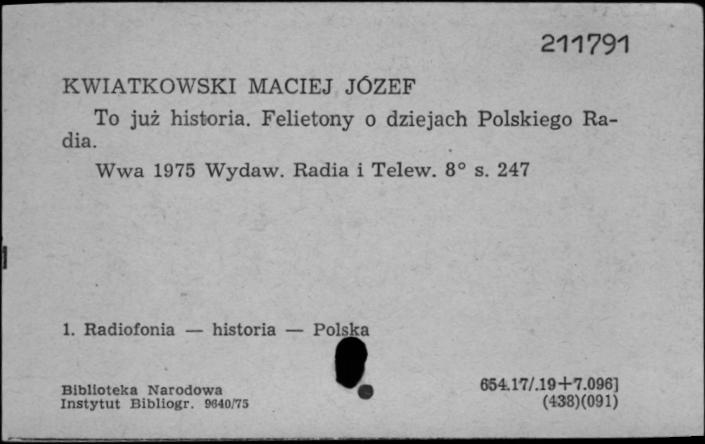 211791
KWIATKOWSKI MACIEJ JÓZEF
To już historia. Felietony o dziejach Polskiego Ra-
dia.
Wwa 1975 Wydaw. Radia i Telew. 8° s. 247
1. Radiofonia — historia — Polska
Biblioteka Narodowa
Instytut Bibliogr. 9640/75
654.17/.19+7.096]
(438)(091)